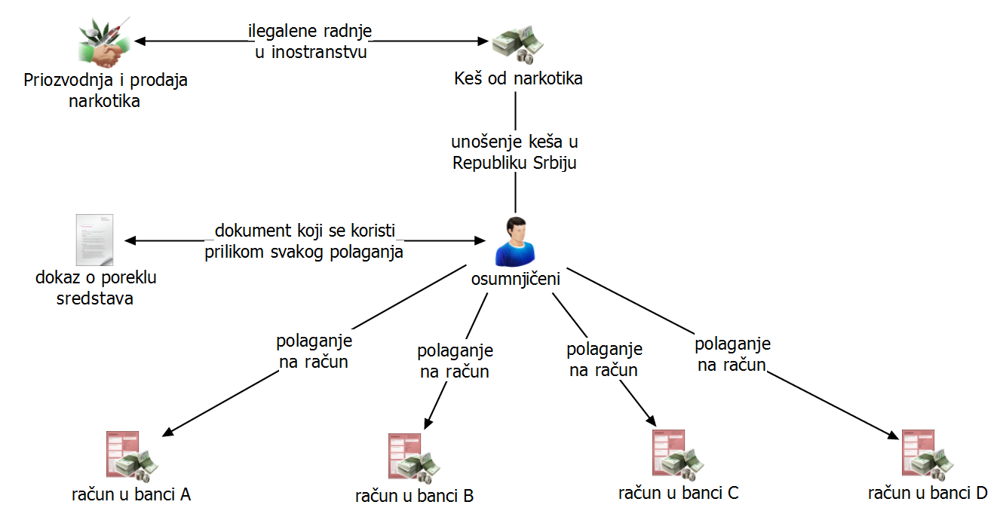 ilegalene radnje
u inostranstvu
Priozvodnja i prodaja
narkotika
Keš od narkotika
unošenje keša u
Republiku Srbiju
dokument koji se koristi
prilikom svakog polaganja
dokaz o poreklu
sredstava
osumnjičeni
polaganje
na račun
polaganje
na račun
polaganje
na račun
polaganje
na račun
račun u banci A
račun u banci B
račun u banci C
račun u banci D